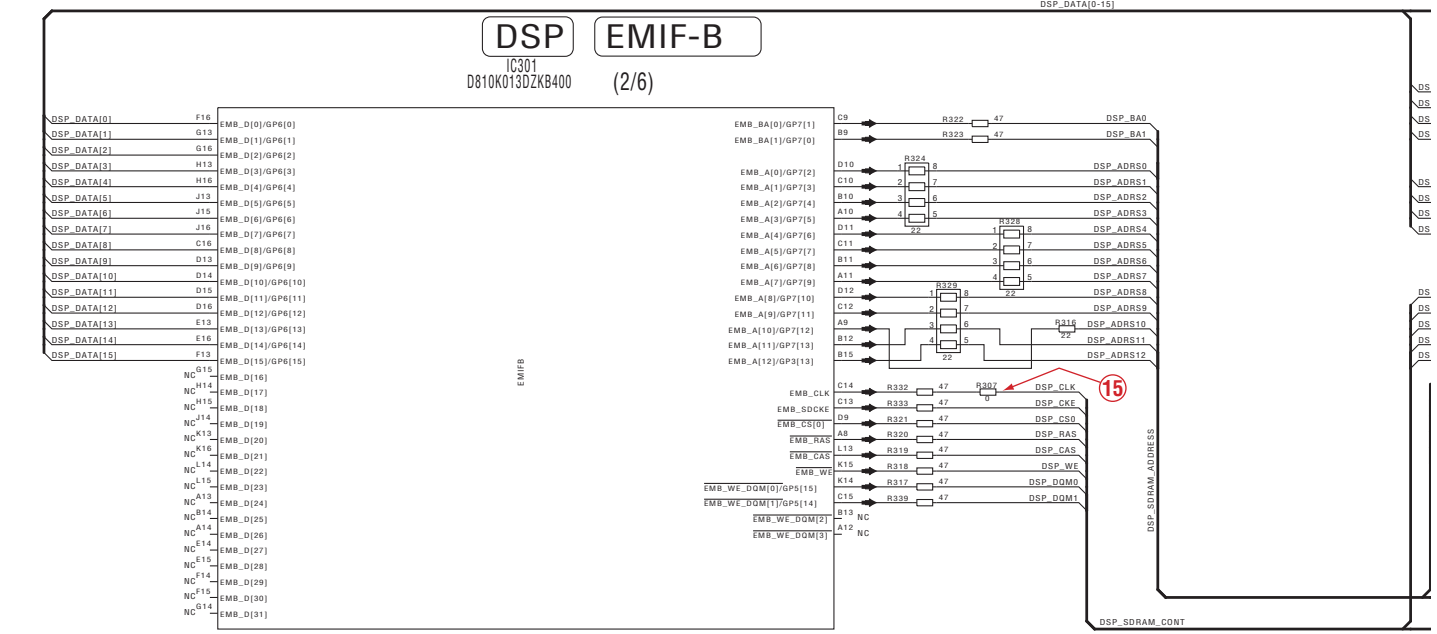 DSP_DATA[0-15]
DSP EMIF-B
IC301
D810K013DZKB400 (2/6)
DSP_DATA[0] F16 EMB_D[0]/GP6[0] EMB_BA[0]/GP7[1] C9 R322 47 DSP_BA0
DSP_DATA[1] G13 EMB_D[1]/GP6[1] EMB_BA[1]/GP7[0] B9 R323 47 DSP_BA1
DSP_DATA[2] G16 EMB_D[2]/GP6[2]
R324
DSP_DATA[3] H13 EMB_D[3]/GP6[3] EMB_A[0]/GP7[2] D10 1 8 DSP_ADRS0
DSP_DATA[4] H16 EMB_D[4]/GP6[4] EMB_A[1]/GP7[3] C10 2 7 DSP_ADRS1
DSP_DATA[5] J13 EMB_D[5]/GP6[5] EMB_A[2]/GP7[4] B10 3 6 DSP_ADRS2
DSP_DATA[6] J15 EMB_D[6]/GP6[6] EMB_A[3]/GP7[5] A10 4 5 DSP_ADRS3
22 R328
DSP_DATA[7] J16 EMB_D[7]/GP6[7] EMB_A[4]/GP7[6] D11 1 8 DSP_ADRS4
DSP_DATA[8] C16 EMB_D[8]/GP6[8] EMB_A[5]/GP7[7] C11 2 7 DSP_ADRS5
DSP_DATA[9] D13 EMB_D[9]/GP6[9] EMB_A[6]/GP7[8] B11 3 6 DSP_ADRS6
DSP_DATA[10] D14 EMB_D[10]/GP6[10] EMB_A[7]/GP7[9] A11 4 5 DSP_ADRS7
R329 22
DSP_DATA[11] D15 EMB_D[11]/GP6[11] EMB_A[8]/GP7[10] D12 1 8 DSP_ADRS8
DSP_DATA[12] D16 EMB_D[12]/GP6[12] EMB_A[9]/GP7[11] C12 2 7 DSP_ADRS9
DSP_DATA[13] E13 EMB_D[13]/GP6[13] EMB_A[10]/GP7[12] A9 3 6 R316 22 DSP_ADRS10
DSP_DATA[14] E16 EMB_D[14]/GP6[14] EMB_A[11]/GP7[13] B12 4 5 DSP_ADRS11
DSP_DATA[15] F13 EMB_D[15]/GP6[15] EMB_A[12]/GP3[13] B15 22 DSP_ADRS12
EMIFB
NC G15 EMB_D[16]
NC H14 EMB_D[17] EMB_CLK C14 R332 47 R307 0 DSP_CLK 15
NC H15 EMB_D[18] EMB_SDCKE C13 R333 47 DSP_CKE
NC J14 EMB_D[19] EMB_CS[0] D9 R321 47 DSP_CS0
NC K13 EMB_D[20] EMB_RAS A8 R320 47 DSP_RAS
NC K16 EMB_D[21] EMB_CAS L13 R319 47 DSP_CAS
NC L14 EMB_D[22] EMB_WE K15 R318 47 DSP_WE
NC L15 EMB_D[23] EMB_WE_DQM[0]/GP5[15] K14 R317 47 DSP_DQM0
NC A13 EMB_D[24] EMB_WE_DQM[1]/GP5[14] C15 R339 47 DSP_DQM1
NC B14 EMB_D[25] EMB_WE_DQM[2] B13 NC
NC A14 EMB_D[26] EMB_WE_DQM[3] A12 NC
NC E14 EMB_D[27]
NC E15 EMB_D[28]
NC F14 EMB_D[29]
NC F15 EMB_D[30]
NC G14 EMB_D[31]
DSP_SDRAM_ADDRESS
DSP_SDRAM_CONT